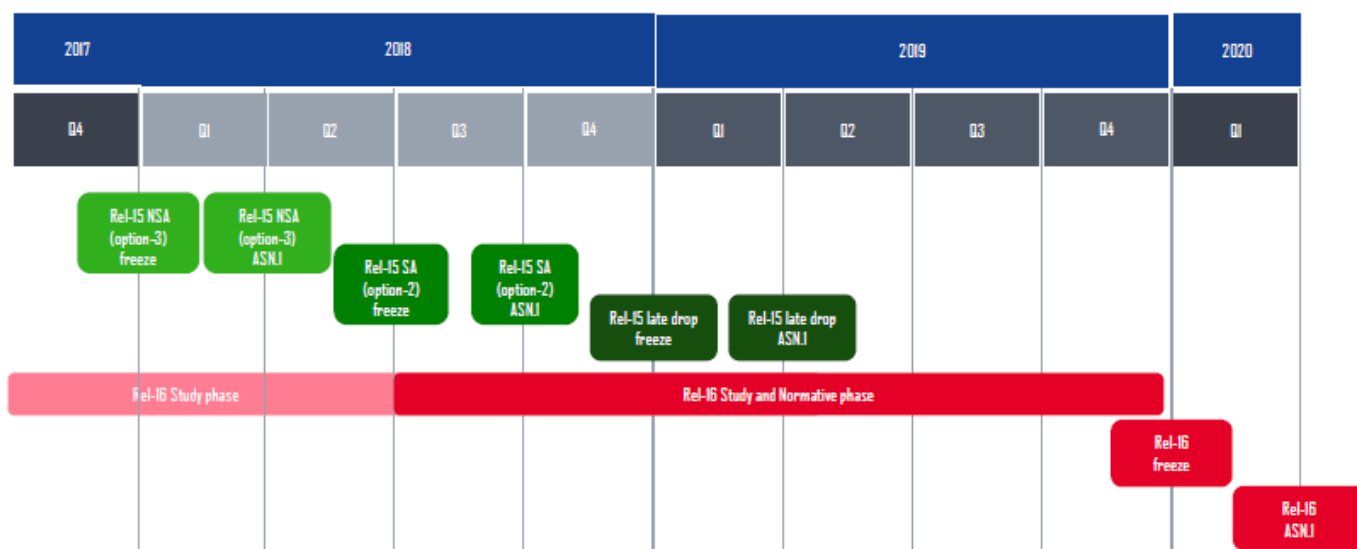 2017 2018 2019 2020
Q4 Q1 Q2 Q3 Q4 Q1 Q2 Q3 Q4 Q1
Rel-15 NSA
(option-3)
freeze
Rel-15 NSA
(option-3)
ASN.1
Rel-15 SA
(option-2)
freeze
Rel-15 SA
(option-2)
ASN.1
Rel-15 late drop
freeze
Rel-15 late drop
ASN.1
Rel-16 Study phase
Rel-16 Study and Normative phase
Rel-16
freeze
Rel-16
ASN.1